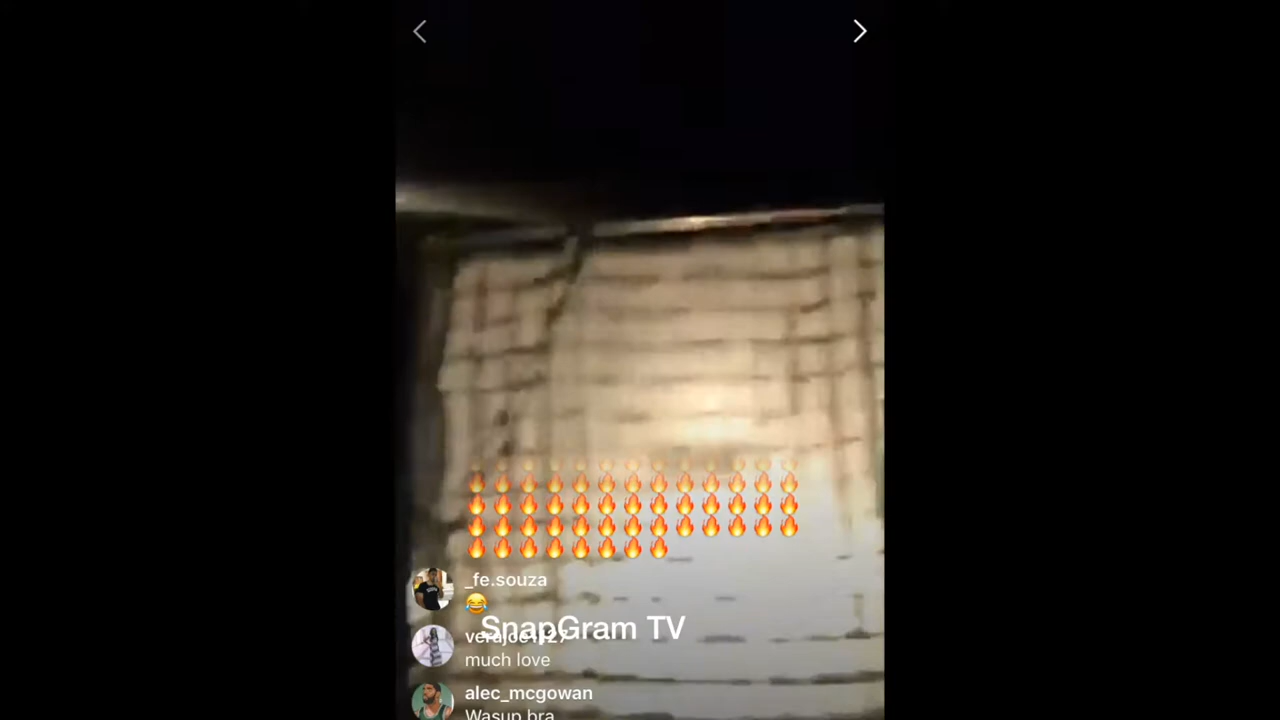 🔥🔥🔥🔥🔥🔥🔥🔥🔥🔥🔥🔥🔥
🔥🔥🔥🔥🔥🔥🔥🔥🔥🔥🔥🔥🔥
🔥🔥🔥🔥🔥🔥🔥🔥🔥🔥🔥🔥🔥
🔥🔥🔥🔥🔥🔥🔥🔥🔥🔥🔥🔥🔥
🔥🔥🔥🔥🔥🔥🔥🔥
_fe.souza
😂
SnapGram TV
much love
alec_mcgowan
Wasup bra